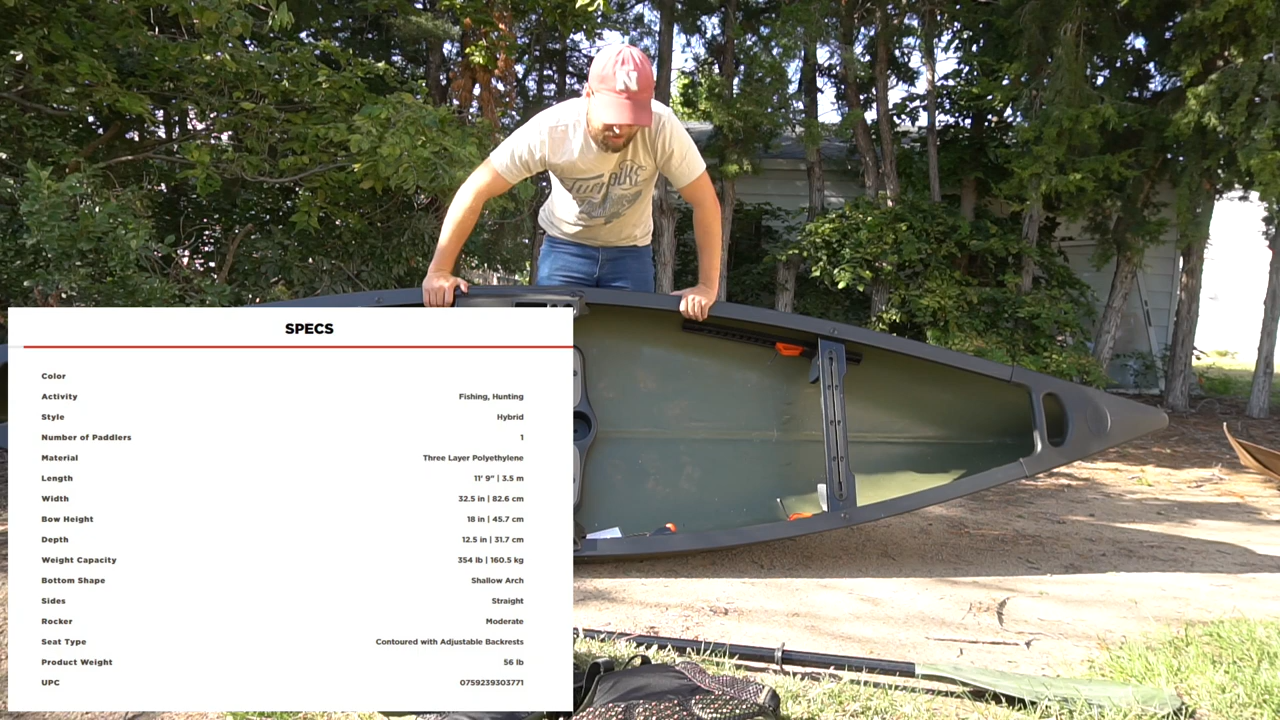 N
Turnpike
SPECS
Color
Activity Fishing, Hunting
Style Hybrid
Number of Paddlers 1
Material Three Layer Polyethylene
Length 11' 9" | 3.5 m
Width 32.5 in | 82.6 cm
Bow Height 18 in | 45.7 cm
Depth 12.5 in | 31.7 cm
Weight Capacity 354 lb | 160.5 kg
Bottom Shape Shallow Arch
Sides Straight
Rocker Moderate
Seat Type Contoured with Adjustable Backrests
Product Weight 56 lb
UPC 0759239303771